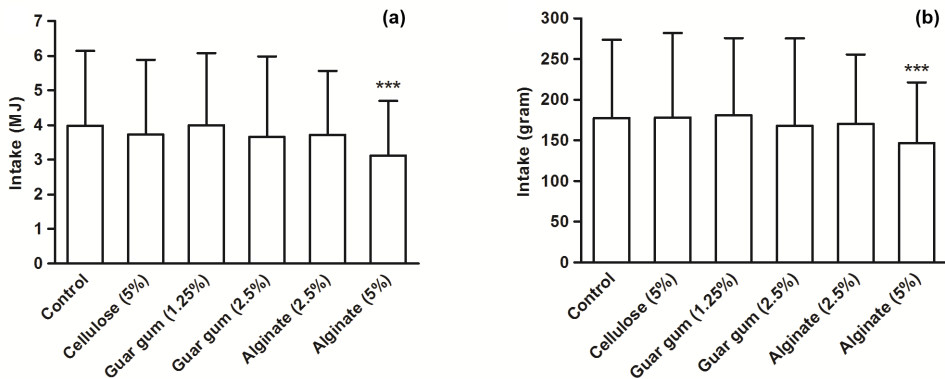 (a)
Intake (MJ)
7
6
5
4
3
2
1
0
***
Control
Cellulose (5%)
Guar gum (1.25%)
Guar gum (2.5%)
Alginate (2.5%)
Alginate (5%)
(b)
Intake (gram)
300
250
200
150
100
50
0
***
Control
Cellulose (5%)
Guar gum (1.25%)
Guar gum (2.5%)
Alginate (2.5%)
Alginate (5%)